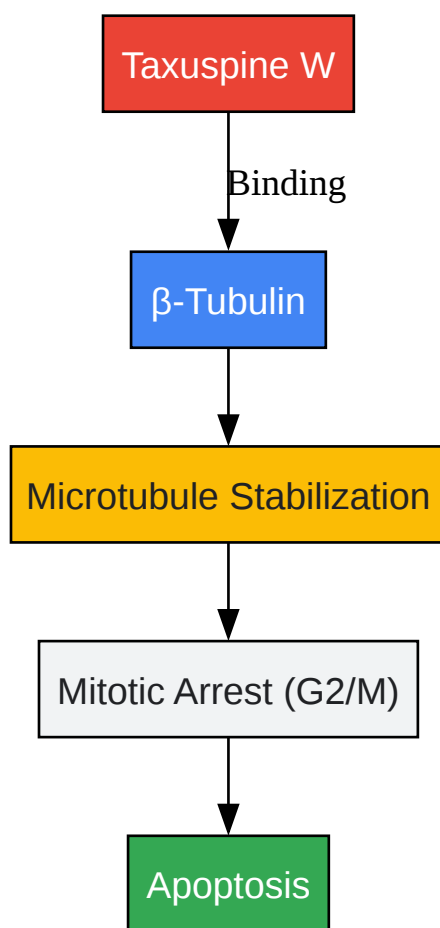 Taxuspine W
Binding
β-Tubulin
Microtubule Stabilization
Mitotic Arrest (G2/M)
Apoptosis